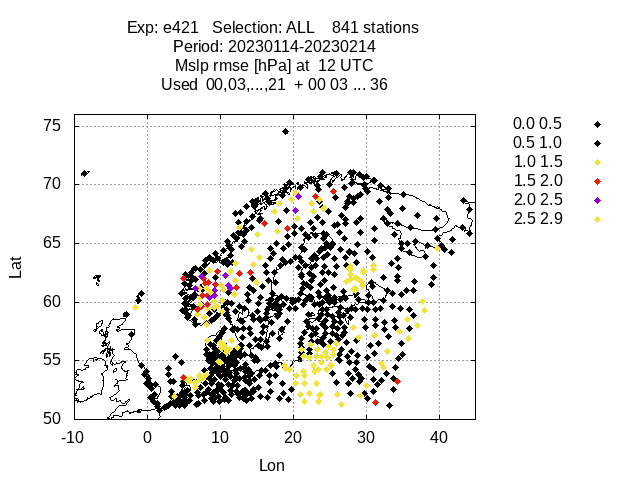 Exp: e421   Selection: ALL    841 stations
Period: 20230114-20230214
Mslp rmse [hPa] at  12 UTC
Used  00,03,...,21  + 00 03 ... 36
75
70
65
60
55
50
Lat
-10 0 10 20 30 40
Lon
0.0 0.5
0.5 1.0
1.0 1.5
1.5 2.0
2.0 2.5
2.5 2.9